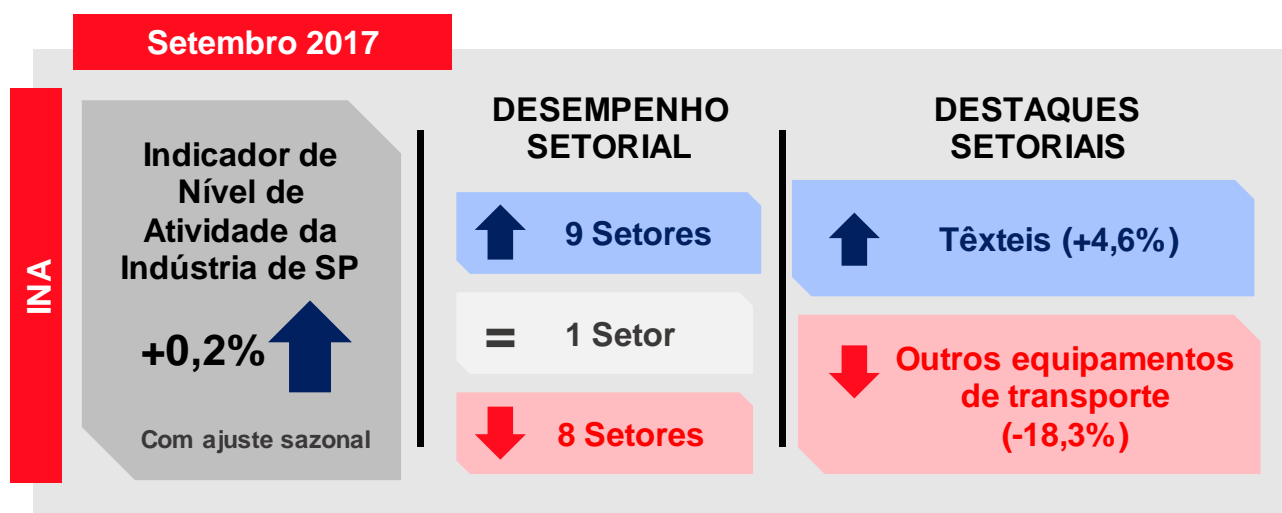 Setembro 2017
INA
Indicador de
Nível de
Atividade da
Indústria de SP
+0,2%
Com ajuste sazonal
DESEMPENHO
SETORIAL
9 Setores
= 1 Setor
8 Setores
DESTAQUES
SETORIAIS
Têxteis (+4,6%)
Outros equipamentos
de transporte
(-18,3%)